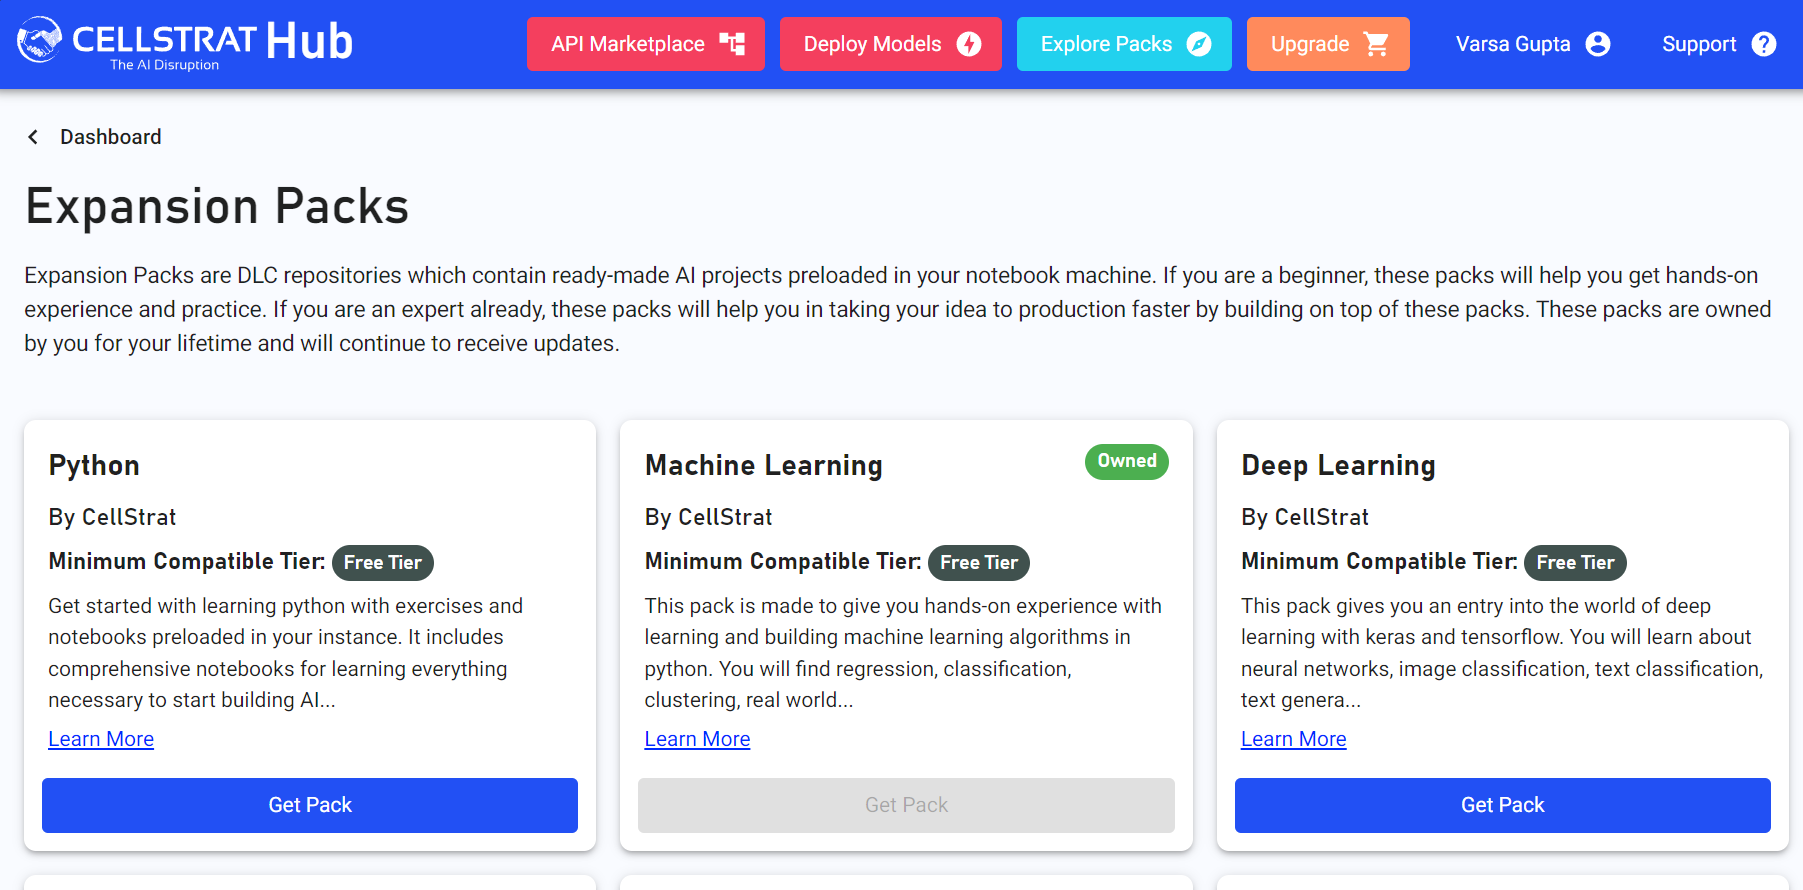 CELLSTRAT Hub
The AI Disruption
API Marketplace
Deploy Models
Explore Packs
Upgrade
Varsa Gupta
Support
Dashboard
Expansion Packs
Expansion Packs are DLC repositories which contain ready-made AI projects preloaded in your notebook machine. If you are a beginner, these packs will help you get hands-on
experience and practice. If you are an expert already, these packs will help you in taking your idea to production faster by building on top of these packs. These packs are owned
by you for your lifetime and will continue to receive updates.
Python
By CellStrat
Minimum Compatible Tier: Free Tier
Get started with learning python with exercises and
notebooks preloaded in your instance. It includes
comprehensive notebooks for learning everything
necessary to start building AI...
Learn More
Get Pack
Machine Learning
Owned
By CellStrat
Minimum Compatible Tier: Free Tier
This pack is made to give you hands-on experience with
learning and building machine learning algorithms in
python. You will find regression, classification,
clustering, real world...
Learn More
Get Pack
Deep Learning
By CellStrat
Minimum Compatible Tier: Free Tier
This pack gives you an entry into the world of deep
learning with keras and tensorflow. You will learn about
neural networks, image classification, text classification,
text genera...
Learn More
Get Pack